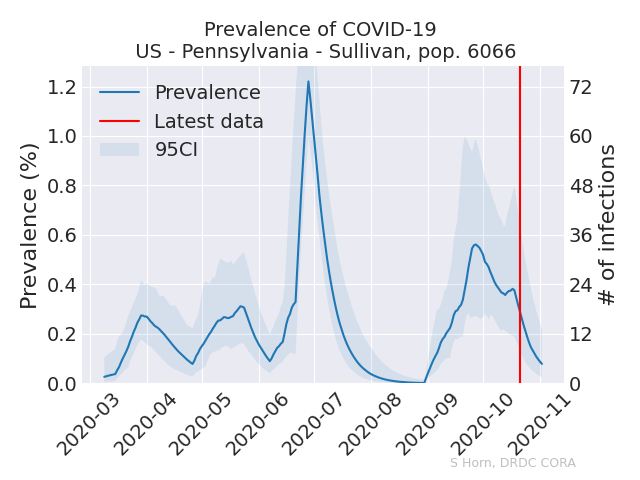 Prevalence of COVID-19
US - Pennsylvania - Sullivan, pop. 6066
Prevalence
Latest data
95CI
Prevalence (%)
1.2
1.0
0.8
0.6
0.4
0.2
0.0
72
60
48
36
24
12
0
# of infections
2020-03
2020-04
2020-05
2020-06
2020-07
2020-08
2020-09
2020-10
2020-11
S Horn, DRDC CORA